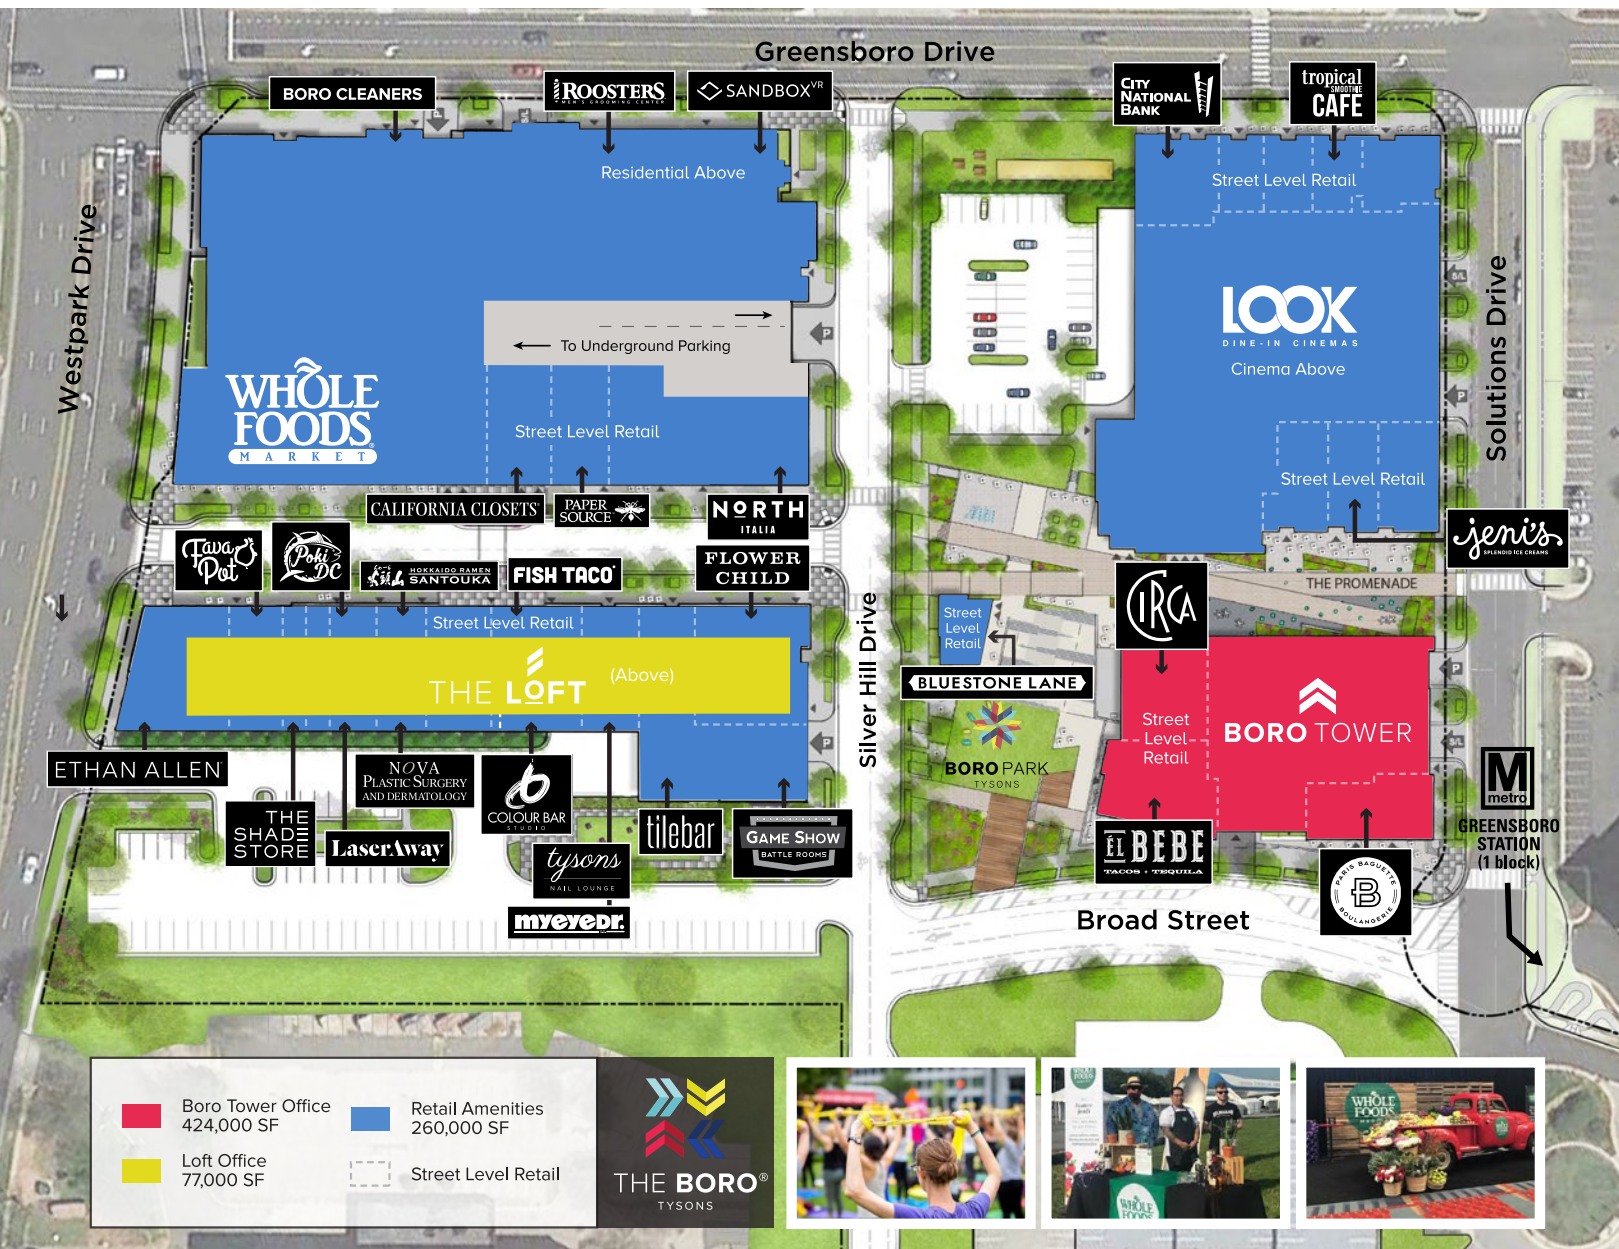 Greensboro Drive
BORO CLEANERS
ROOSTERS
MEN'S GROOMING CENTER
SANDBOX VR
CITY
NATIONAL
BANK
tropical
SMOOTHIE
CAFE
Residential Above
Street Level Retail
Westpark Drive
Solutions Drive
P
P
S/L
P
To Underground Parking
LOOK
DINE-IN CINEMAS
Cinema Above
WHOLE
FOODS
MARKET
Street Level Retail
Street Level Retail
CALIFORNIA CLOSETS
PAPER
SOURCE
NORTH
ITALIA
jeni's
SPLENDID ICE CREAMS
Fava
Pot
Poki
DC
HOKKAIDO RAMEN
SANTOUKA
FISH TACO
FLOWER
CHILD
THE PROMENADE
CIRCA
Street Level Retail
Street
Level
Retail
Silver Hill Drive
BLUESTONE LANE
THE LOFT
(Above)
P
S/L
P
Street
Level
Retail
BORO TOWER
BORO PARK
TYSONS
ETHAN ALLEN
NOVA
PLASTIC SURGERY
AND DERMATOLOGY
COLOUR BAR
STUDIO
M
metro
GREENSBORO
STATION
(1 block)
THE
SHADE
STORE
LaserAway
tilebar
GAME SHOW
BATTLE ROOMS
EL BEBE
TACOS + TEQUILA
tysons
NAIL LOUNGE
PARIS BAGUETTE
B
BOULANGERIE
myeyedr.
Broad Street
Boro Tower Office
424,000 SF
Retail Amenities
260,000 SF
Loft Office
77,000 SF
Street Level Retail
THE BORO®
TYSONS
WHOLE
FOODS
WHOLE
FOODS